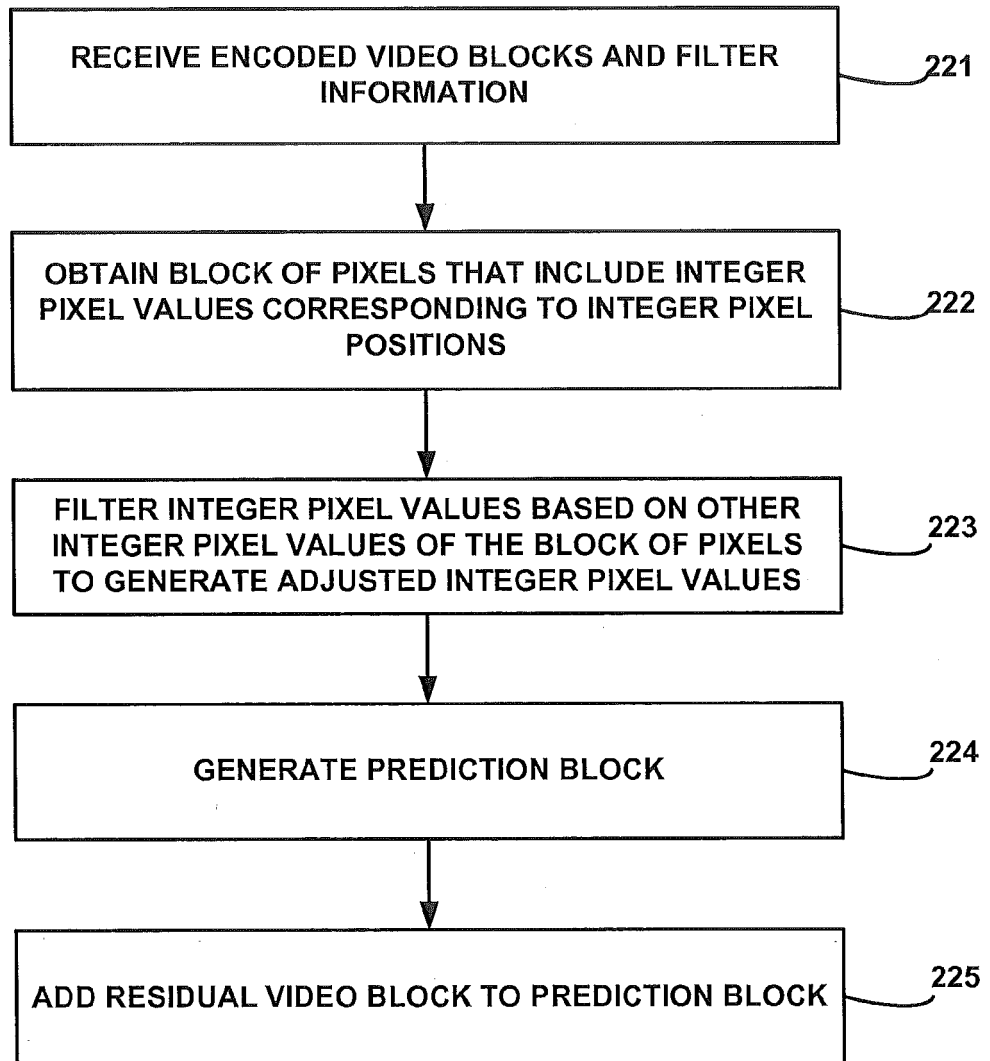 RECEIVE ENCODED VIDEO BLOCKS AND FILTER
INFORMATION
221
OBTAIN BLOCK OF PIXELS THAT INCLUDE INTEGER
PIXEL VALUES CORRESPONDING TO INTEGER PIXEL
POSITIONS
222
FILTER INTEGER PIXEL VALUES BASED ON OTHER
INTEGER PIXEL VALUES OF THE BLOCK OF PIXELS
TO GENERATE ADJUSTED INTEGER PIXEL VALUES
223
GENERATE PREDICTION BLOCK
224
ADD RESIDUAL VIDEO BLOCK TO PREDICTION BLOCK
225